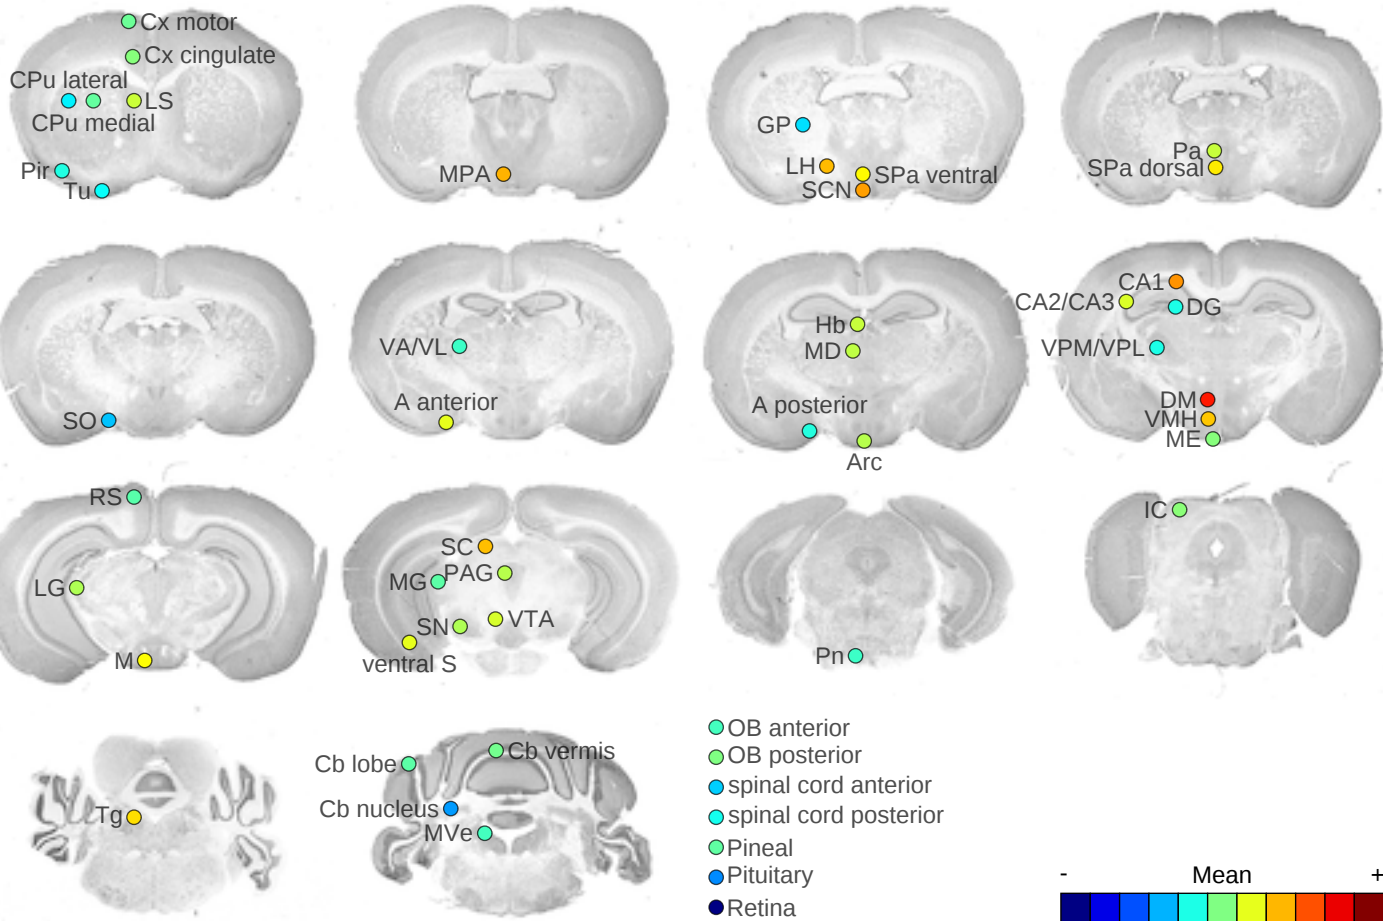 Cx motor
Cx cingulate
CPu lateral
LS
CPu medial
Pir
Tu
MPA
GP
LH
SPa ventral
SCN
Pa
SPa dorsal
SO
VA/VL
A anterior
Hb
MD
A posterior
Arc
CA1
CA2/CA3
DG
VPM/VPL
DM
VMH
ME
RS
LG
M
SC
MG
PAG
SN
VTA
ventral S
Pn
IC
Tg
Cb lobe
Cb vermis
Cb nucleus
MVe
OB anterior
OB posterior
spinal cord anterior
spinal cord posterior
Pineal
Pituitary
Retina
- Mean +